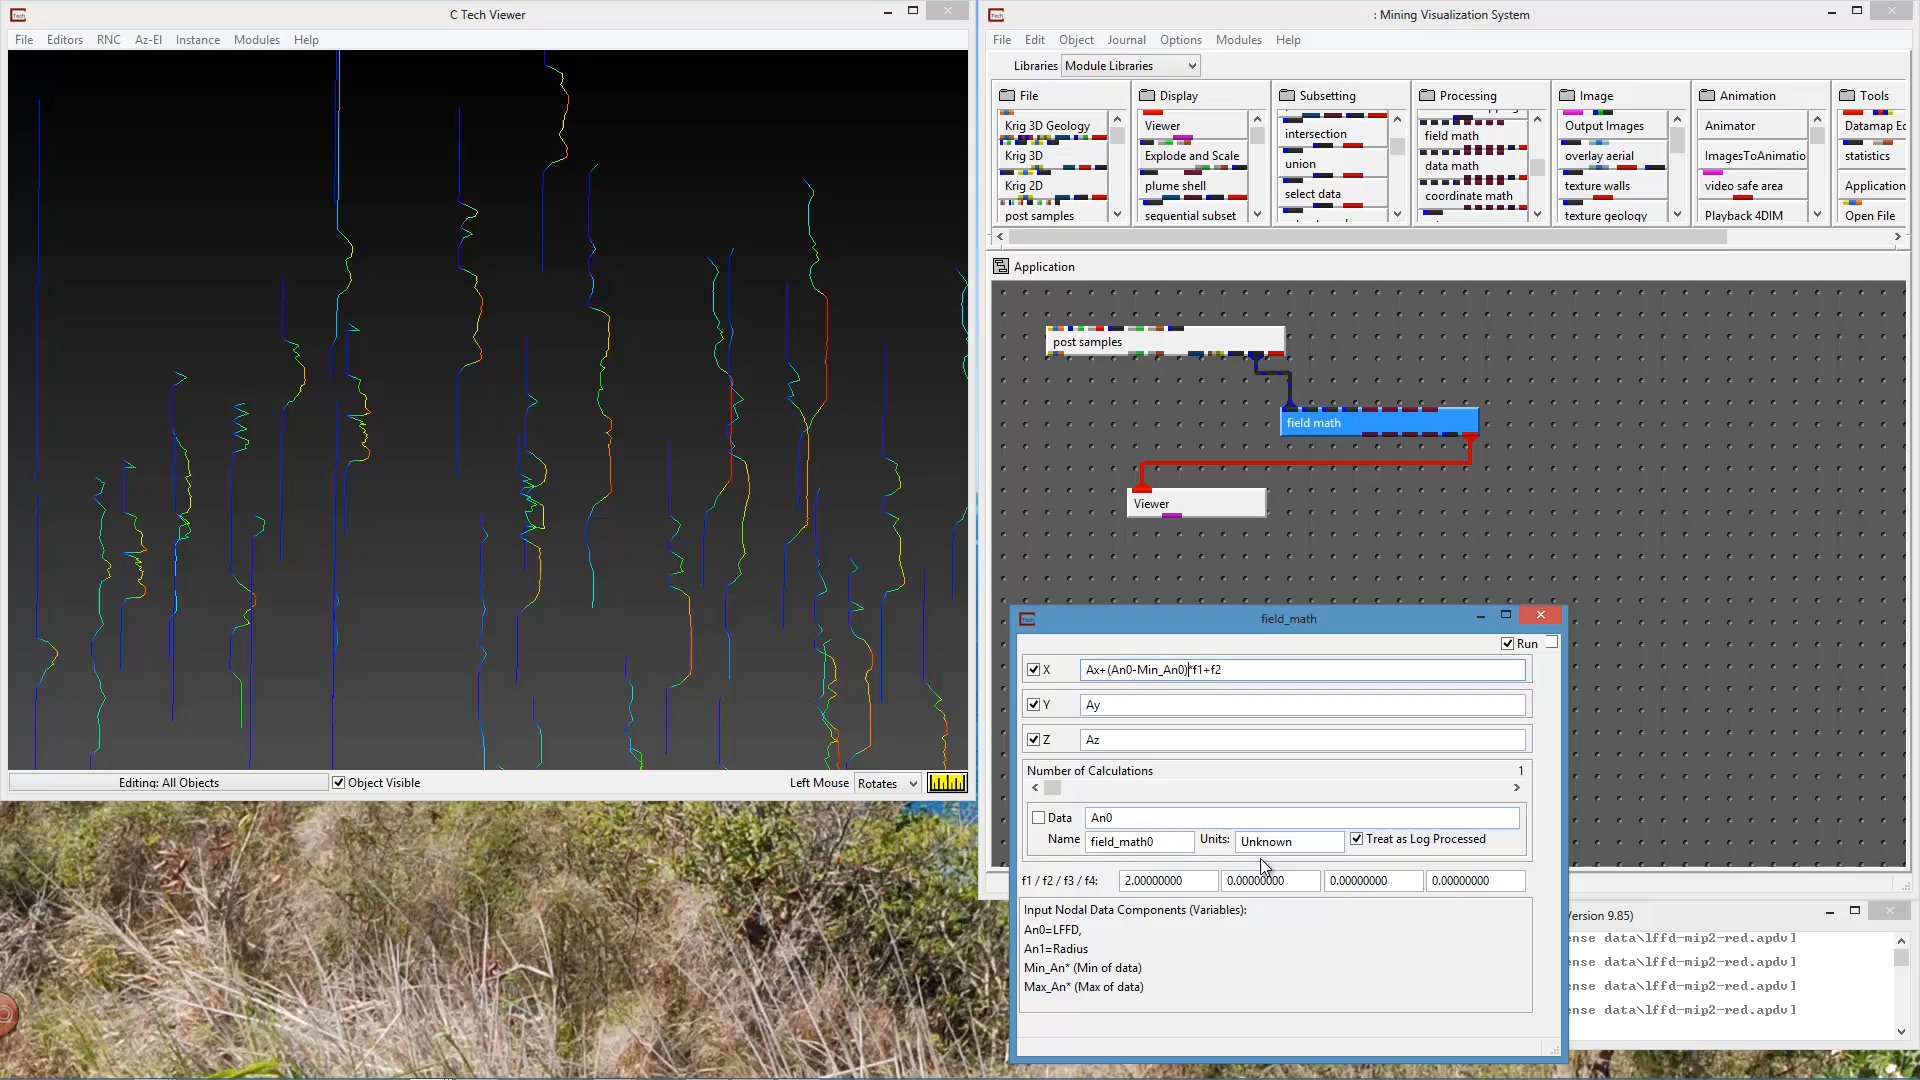 C Tech Viewer
File Editors RNC Az-El Instance Modules Help
Editing: All Objects
Object Visible
Left Mouse Rotates
: Mining Visualization System
File Edit Object Journal Options Modules Help
Libraries Module Libraries
File
Krig 3D Geology
Krig 3D
Krig 2D
post samples
Display
Viewer
Explode and Scale
plume shell
sequential subset
Subsetting
intersection
union
select data
Processing
field math
data math
coordinate math
Image
Output Images
overlay aerial
texture walls
texture geology
Animation
Animator
ImagesToAnimatio
video safe area
Playback 4DIM
Tools
Datamap Ec
statistics
Application
Open File
Application
post samples
field math
Viewer
field_math
Run
X Ax+(An0-Min_An0)*f1+f2
Y Ay
Z Az
Number of Calculations 1
Data An0
Name field_math0 Units: Unknown Treat as Log Processed
f1 / f2 / f3 / f4: 2.00000000 0.00000000 0.00000000 0.00000000
Input Nodal Data Components (Variables):
An0=LFFD,
An1=Radius
Min_An* (Min of data)
Max_An* (Max of data)
Version 9.85)
ense data\lffd-mip2-red.apdv]
ense data\lffd-mip2-red.apdv]
ense data\lffd-mip2-red.apdv]
ense data\lffd-mip2-red.apdv]